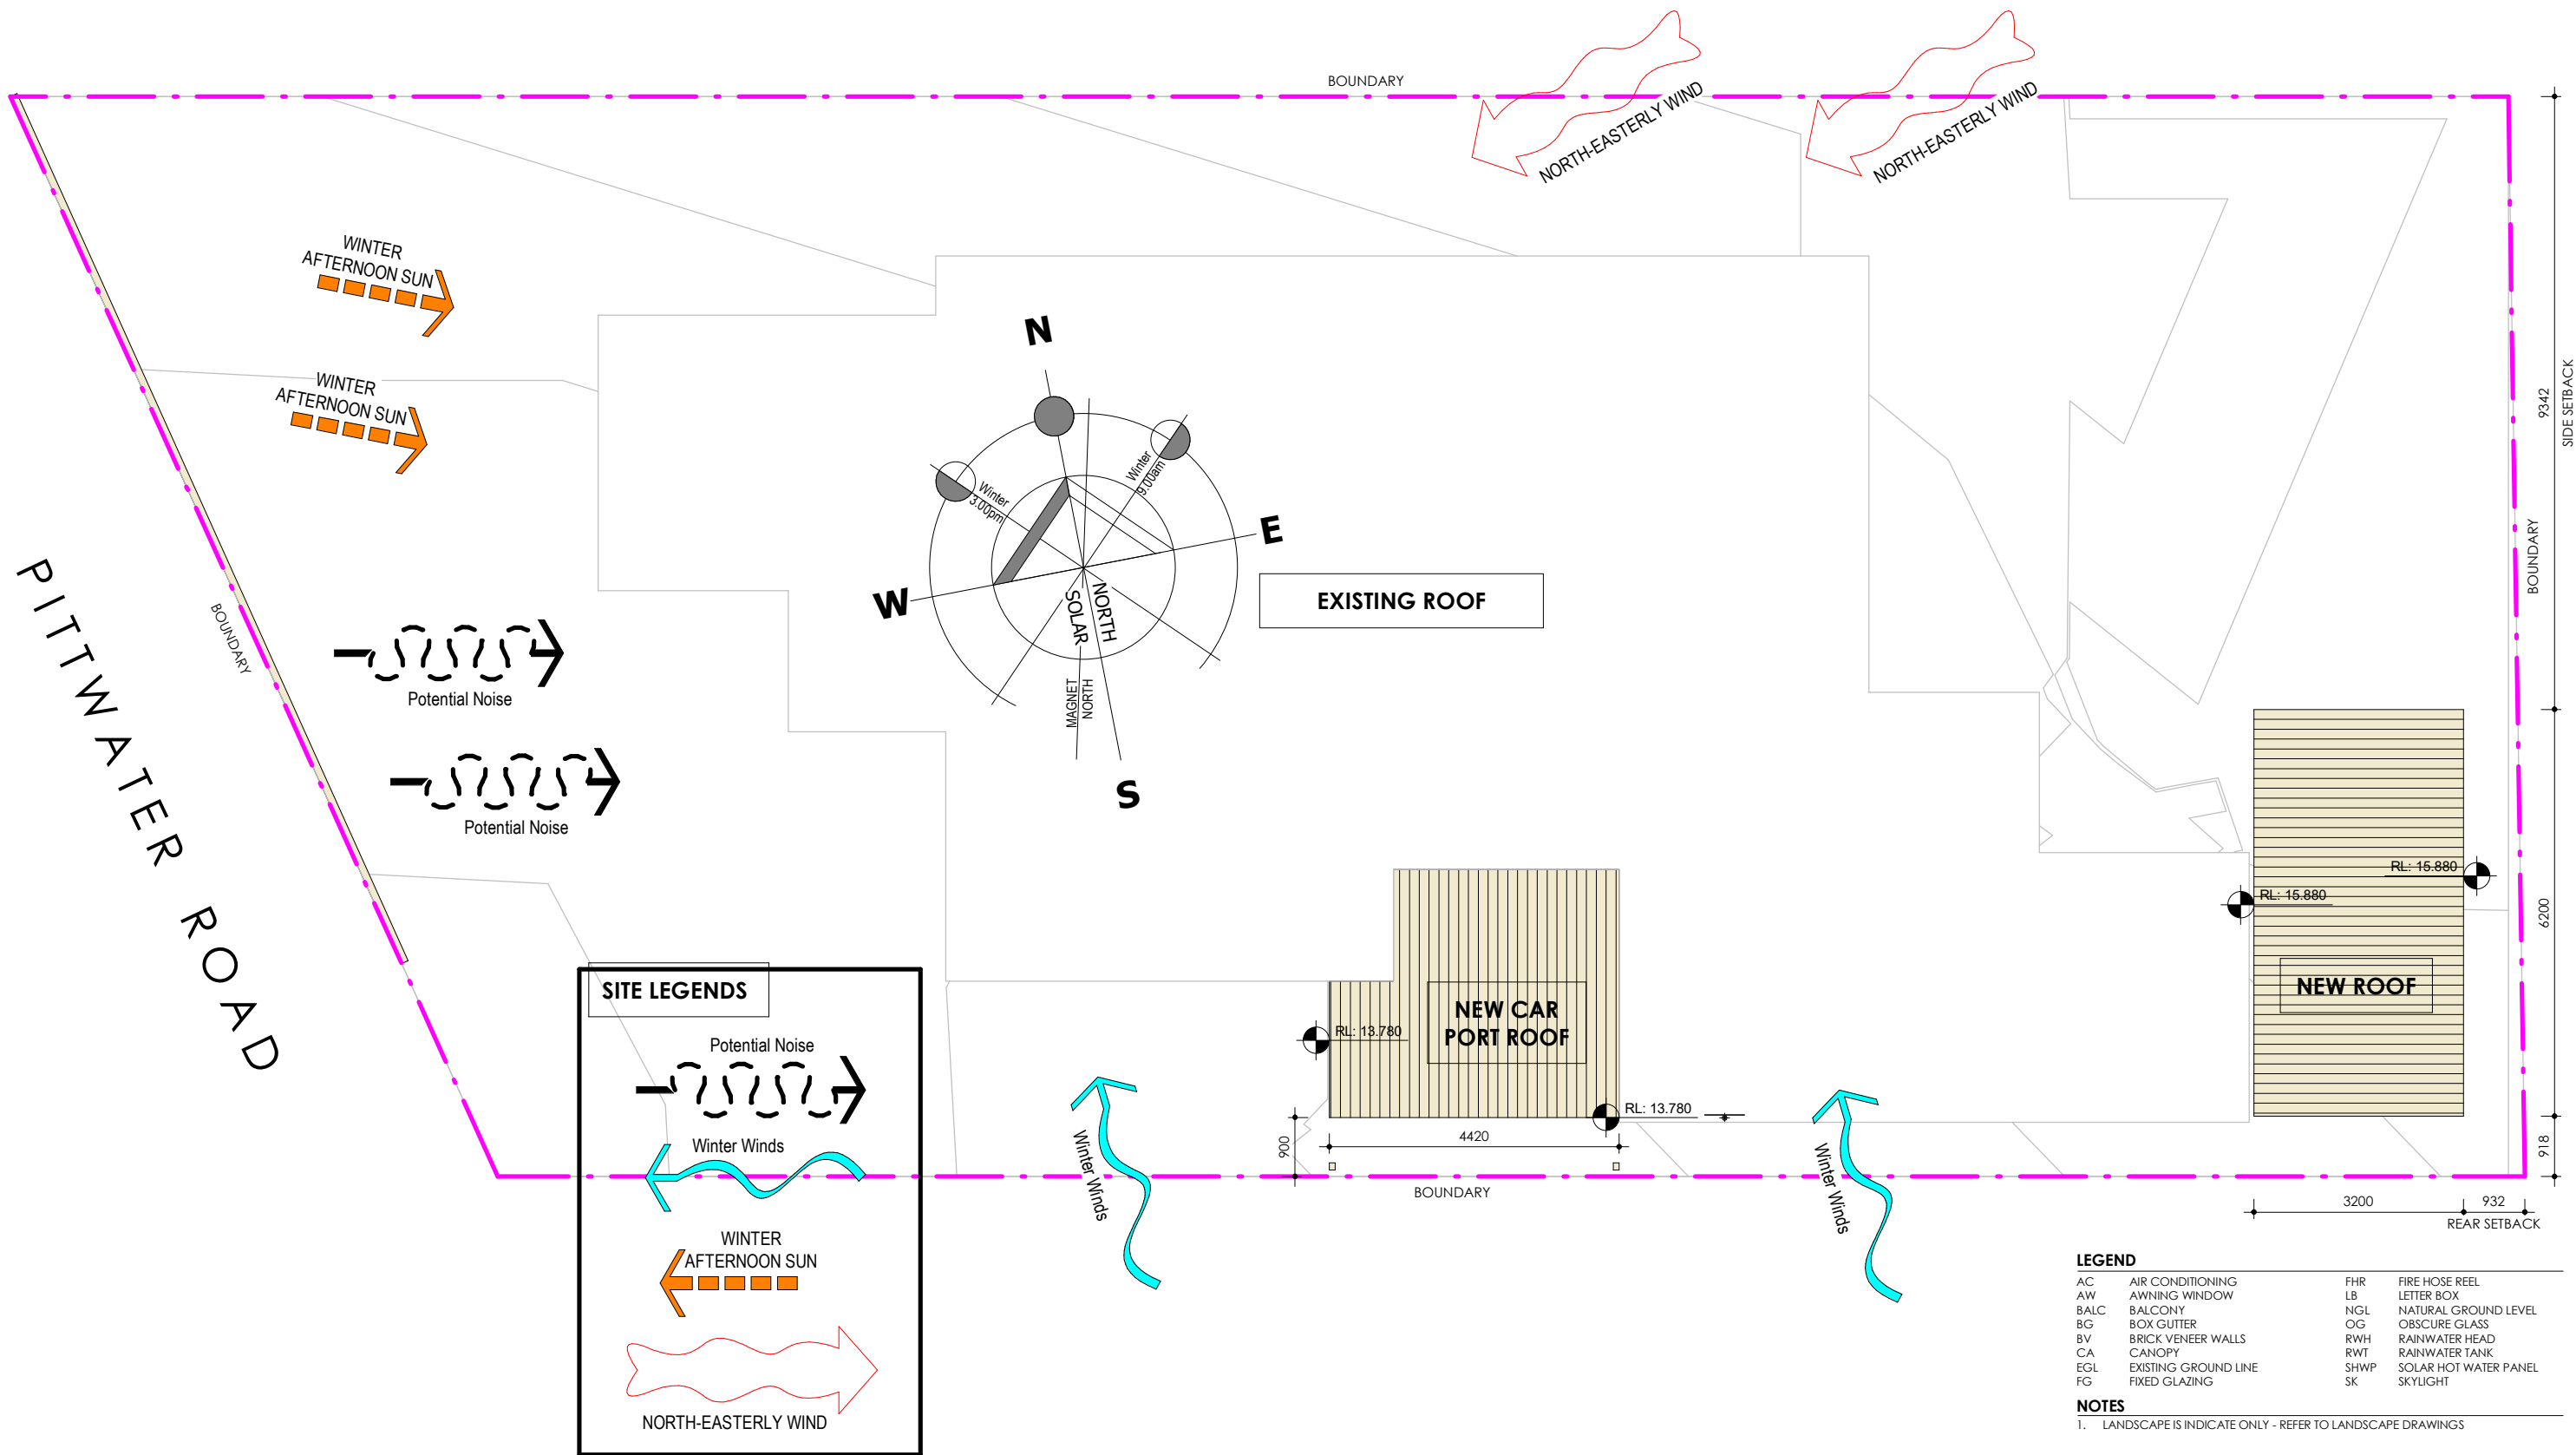 BOUNDARY
NORTH-EASTERLY WIND
NORTH-EASTERLY WIND
WINTER
AFTERNOON SUN
WINTER
AFTERNOON SUN
N
E
W
S
Winter
9.00am
Winter
3.00pm
SOLAR
NORTH
MAGNET
NORTH
EXISTING ROOF
9342
SIDE SETBACK
BOUNDARY
PITTWATER ROAD
BOUNDARY
Potential Noise
Potential Noise
RL: 15.880
RL: 15.880
6200
NEW ROOF
SITE LEGENDS
Potential Noise
Winter Winds
WINTER
AFTERNOON SUN
NORTH-EASTERLY WIND
NEW CAR
PORT ROOF
RL: 13.780
RL: 13.780
900
4420
918
Winter Winds
Winter Winds
BOUNDARY
3200
932
REAR SETBACK
LEGEND
AC AIR CONDITIONING FHR FIRE HOSE REEL
AW AWNING WINDOW LB LETTER BOX
BALC BALCONY NGL NATURAL GROUND LEVEL
BG BOX GUTTER OG OBSCURE GLASS
BV BRICK VENEER WALLS RWH RAINWATER HEAD
CA CANOPY RWT RAINWATER TANK
EGL EXISTING GROUND LINE SHWP SOLAR HOT WATER PANEL
FG FIXED GLAZING SK SKYLIGHT
NOTES
1. LANDSCAPE IS INDICATE ONLY - REFER TO LANDSCAPE DRAWINGS